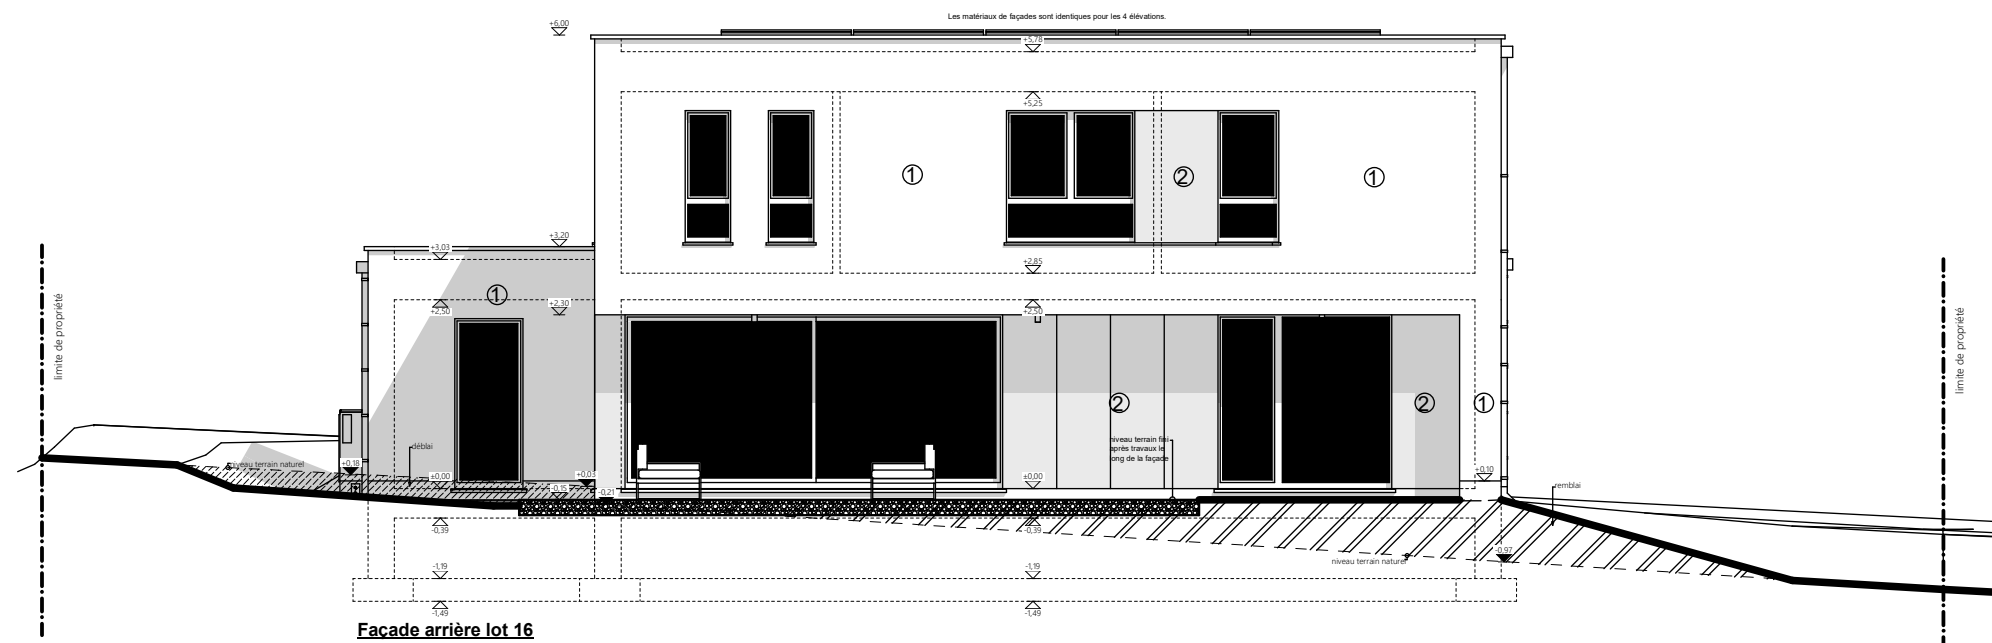 Les matériaux de façades sont identiques pour les 4 élévations.
+6,00
+5,78
+5,25
1
2
1
+3,20
+3,03
+2,85
1
+2,30
+2,50
+2,50
limite de propriété
limite de propriété
2
2
1
déblai
niveau terrain fini
après travaux le
long de la façade
niveau terrain naturel
+0,18
±0,00
+0,03
-0,15
-0,21
±0,00
+0,10
remblai
-0,39
-0,39
-0,97
niveau terrain naturel
-1,19
-1,19
-1,49
-1,49
Façade arrière lot 16